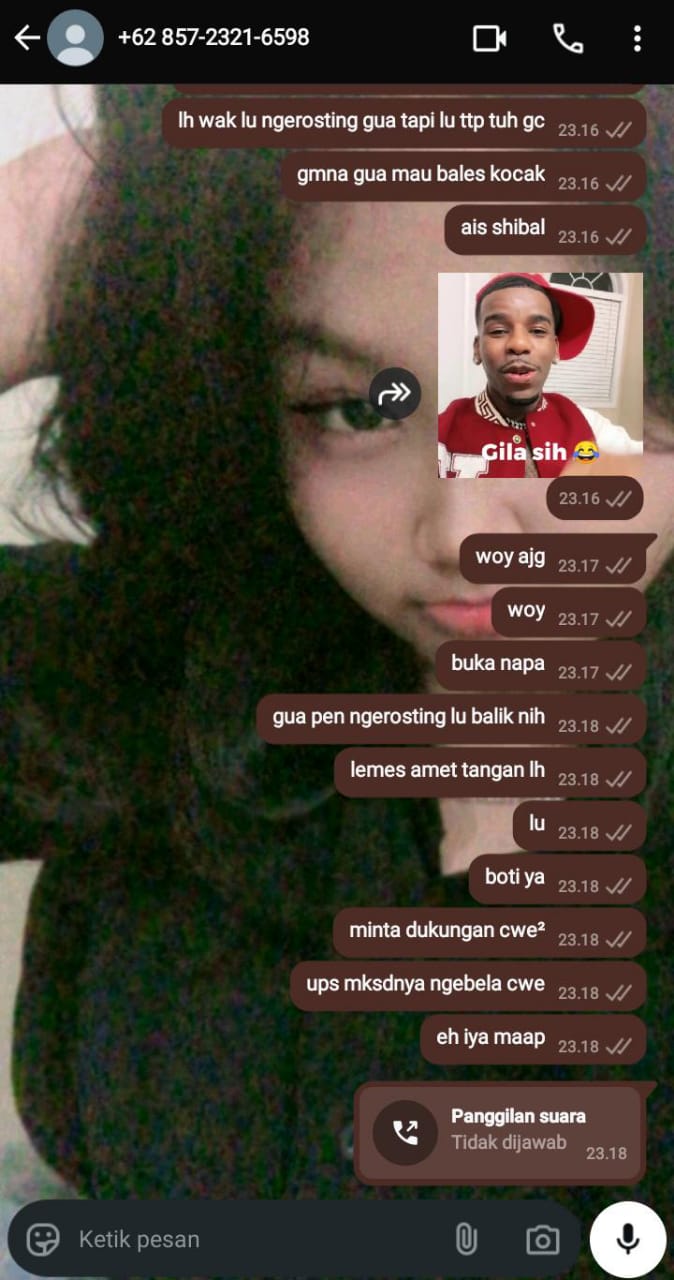 +62 857-2321-6598
lh wak lu ngerosting gua tapi lu ttp tuh gc 23.16
gmna gua mau bales kocak 23.16
ais shibal 23.16
Gila sih 😂
23.16
woy ajg 23.17
woy 23.17
buka napa 23.17
gua pen ngerosting lu balik nih 23.18
lemes amet tangan lh 23.18
lu 23.18
boti ya 23.18
minta dukungan cwe² 23.18
ups mksdnya ngebela cwe 23.18
eh iya maap 23.18
Panggilan suara
Tidak dijawab 23.18
Ketik pesan